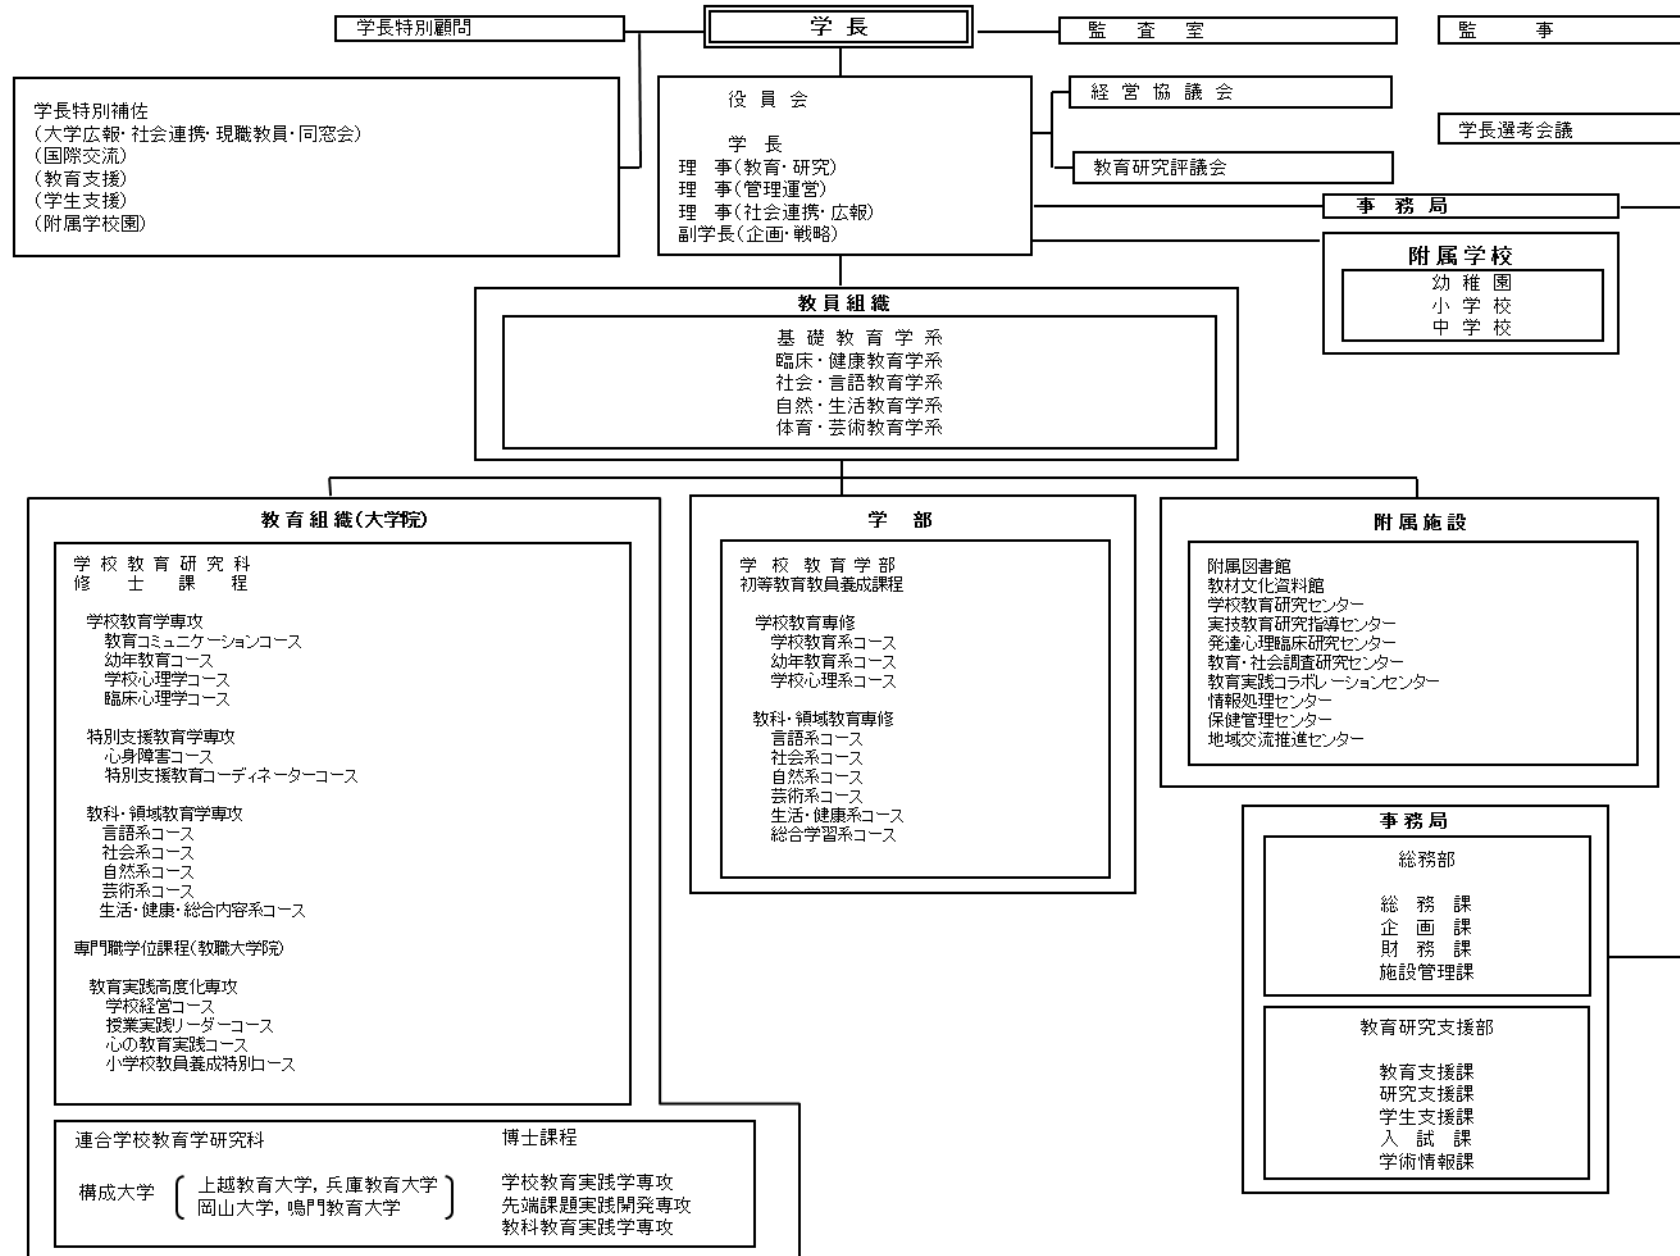 学長特別顧問
学長
監査室
監事
学長特別補佐
(大学広報・社会連携・現職教員・同窓会)
(国際交流)
(教育支援)
(学生支援)
(附属学校園)
役員会
学長
理事(教育・研究)
理事(管理運営)
理事(社会連携・広報)
副学長(企画・戦略)
経営協議会
教育研究評議会
学長選考会議
事務局
附属学校
幼稚園
小学校
中学校
教員組織
基礎教育学系
臨床・健康教育学系
社会・言語教育学系
自然・生活教育学系
体育・芸術教育学系
教育組織(大学院)
学校教育研究科
修士課程
学校教育学専攻
教育コミュニケーションコース
幼年教育コース
学校心理学コース
臨床心理学コース
特別支援教育学専攻
心身障害コース
特別支援教育コーディネーターコース
教科・領域教育学専攻
言語系コース
社会系コース
自然系コース
芸術系コース
生活・健康・総合内容系コース
専門職学位課程(教職大学院)
教育実践高度化専攻
学校経営コース
授業実践リーダーコース
心の教育実践コース
小学校教員養成特別コース
連合学校教育学研究科 博士課程
構成大学
上越教育大学, 兵庫教育大学
岡山大学, 鳴門教育大学
学校教育実践学専攻
先端課題実践開発専攻
教科教育実践学専攻
学部
学校教育学部
初等教育教員養成課程
学校教育専修
学校教育系コース
幼年教育系コース
学校心理系コース
教科・領域教育専修
言語系コース
社会系コース
自然系コース
芸術系コース
生活・健康系コース
総合学習系コース
附属施設
附属図書館
教材文化資料館
学校教育研究センター
実技教育研究指導センター
発達心理臨床研究センター
教育・社会調査研究センター
教育実践コラボレーションセンター
情報処理センター
保健管理センター
地域交流推進センター
事務局
総務部
総務課
企画課
財務課
施設管理課
教育研究支援部
教育支援課
研究支援課
学生支援課
入試課
学術情報課